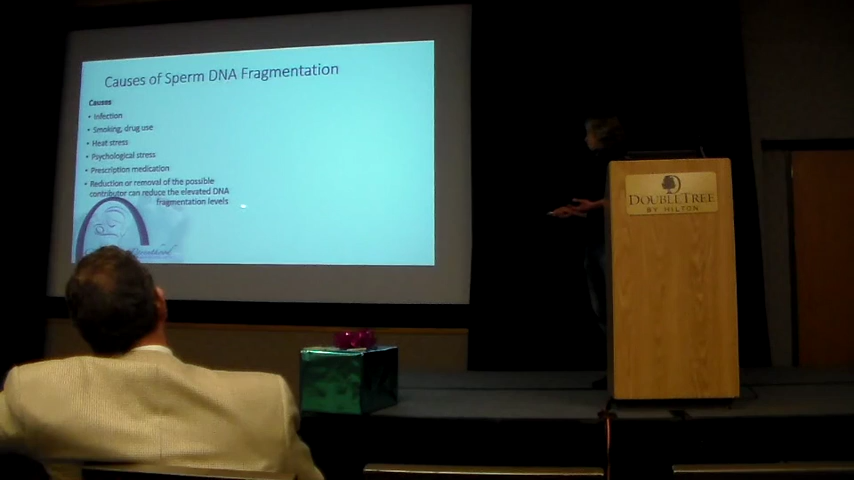 Causes of Sperm DNA Fragmentation
Causes
• Infection
• Smoking, drug use
• Heat stress
• Psychological stress
• Prescription medication
• Reduction or removal of the possible
contributor can reduce the elevated DNA
fragmentation levels
DOUBLETREE
BY HILTON